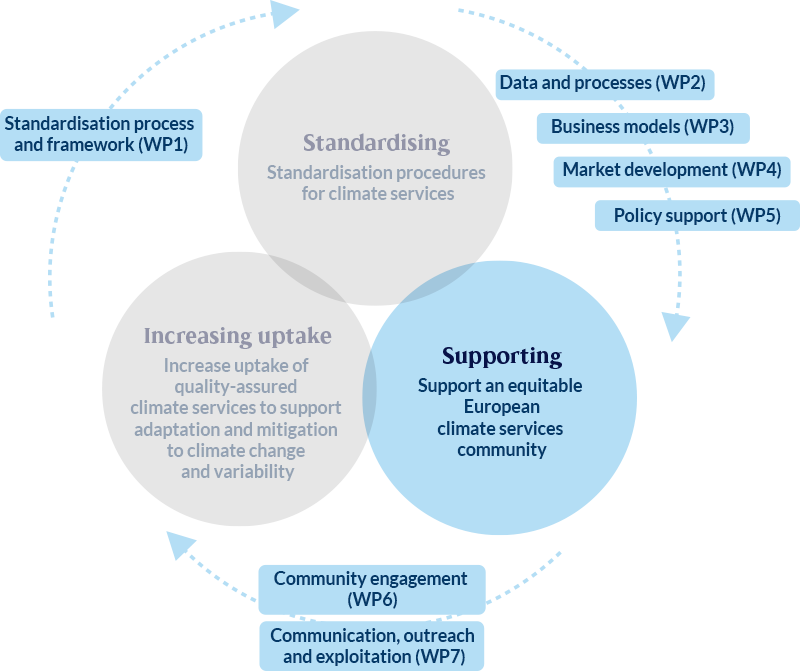 Standardisation process
and framework (WP1)
Standardising
Standardisation procedures
for climate services
Data and processes (WP2)
Business models (WP3)
Market development (WP4)
Policy support (WP5)
Increasing uptake
Increase uptake of
quality-assured
climate services to support
adaptation and mitigation
to climate change
and variability
Supporting
Support an equitable
European
climate services
community
Community engagement
(WP6)
Communication, outreach
and exploitation (WP7)